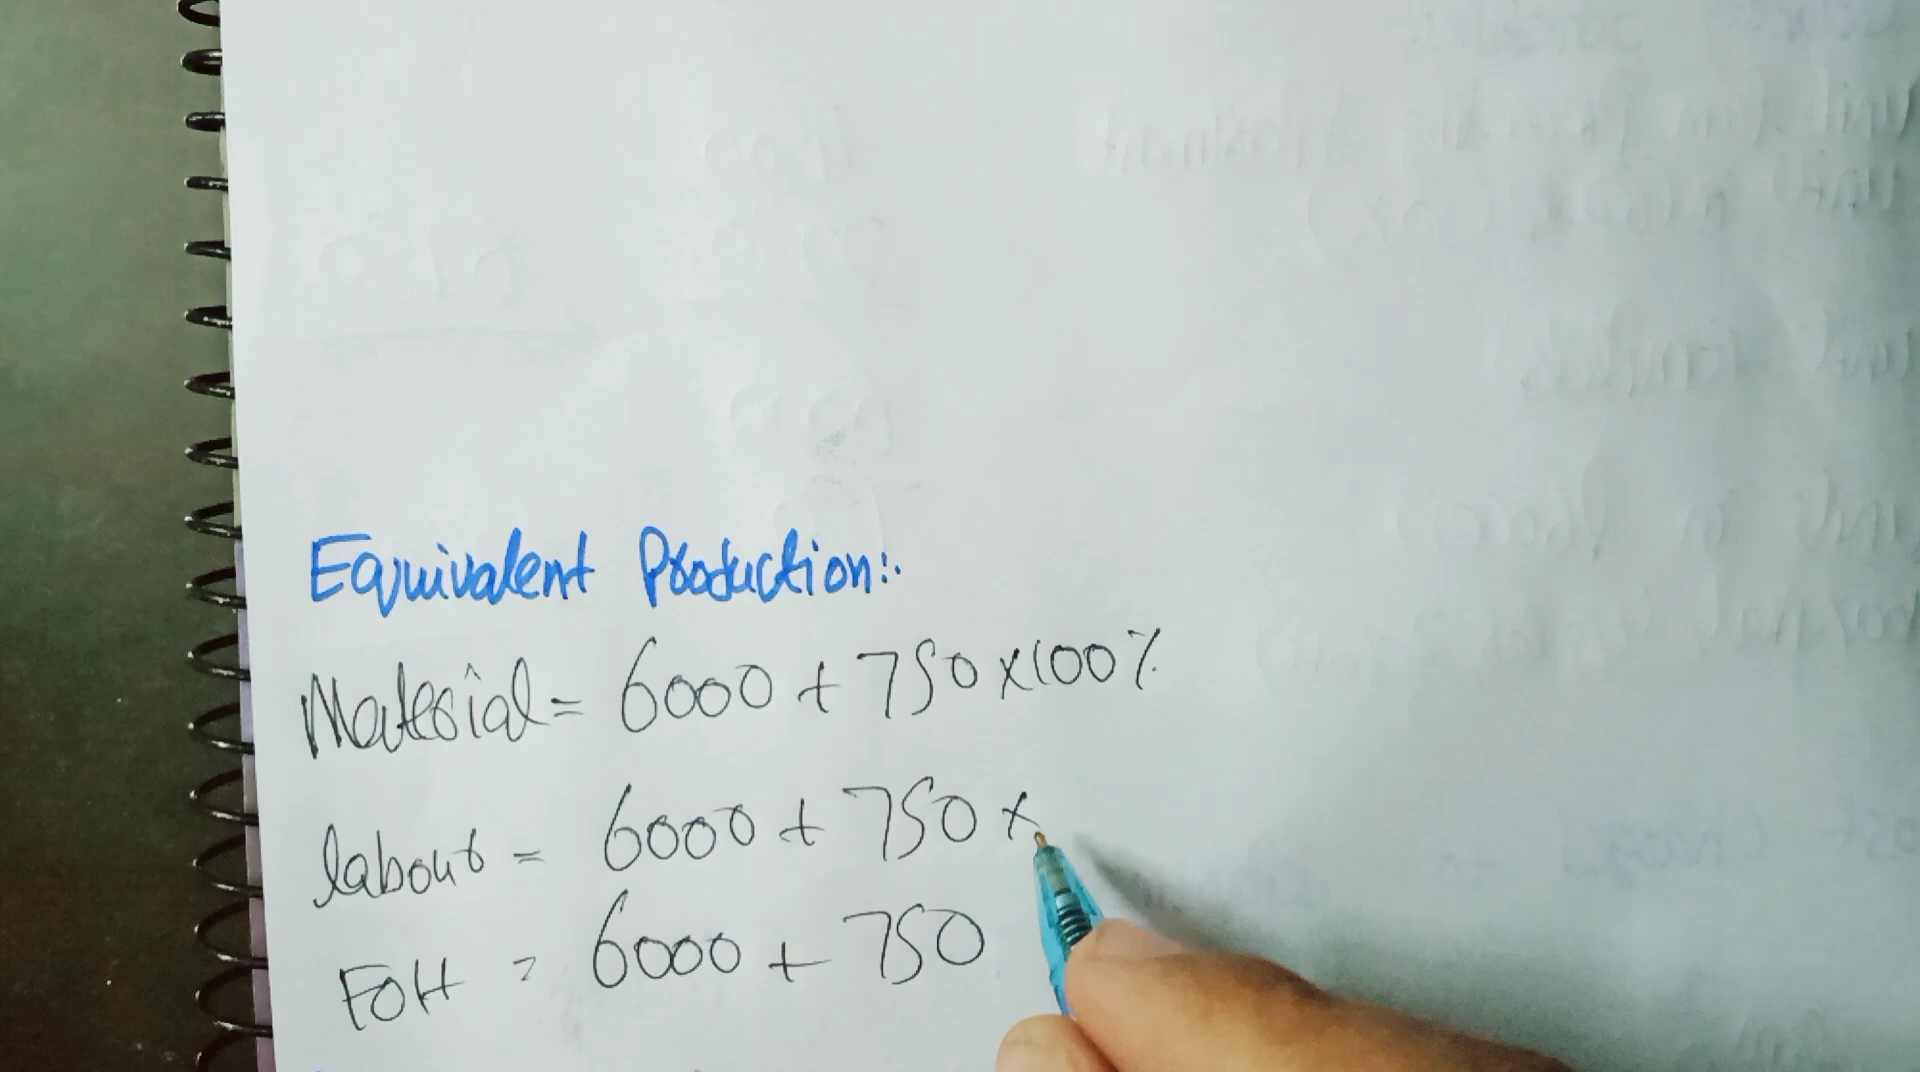 Equivalent Production:.
Material = 6000 + 750 x 100%
labour = 6000 + 750 x
FOH = 6000 + 750